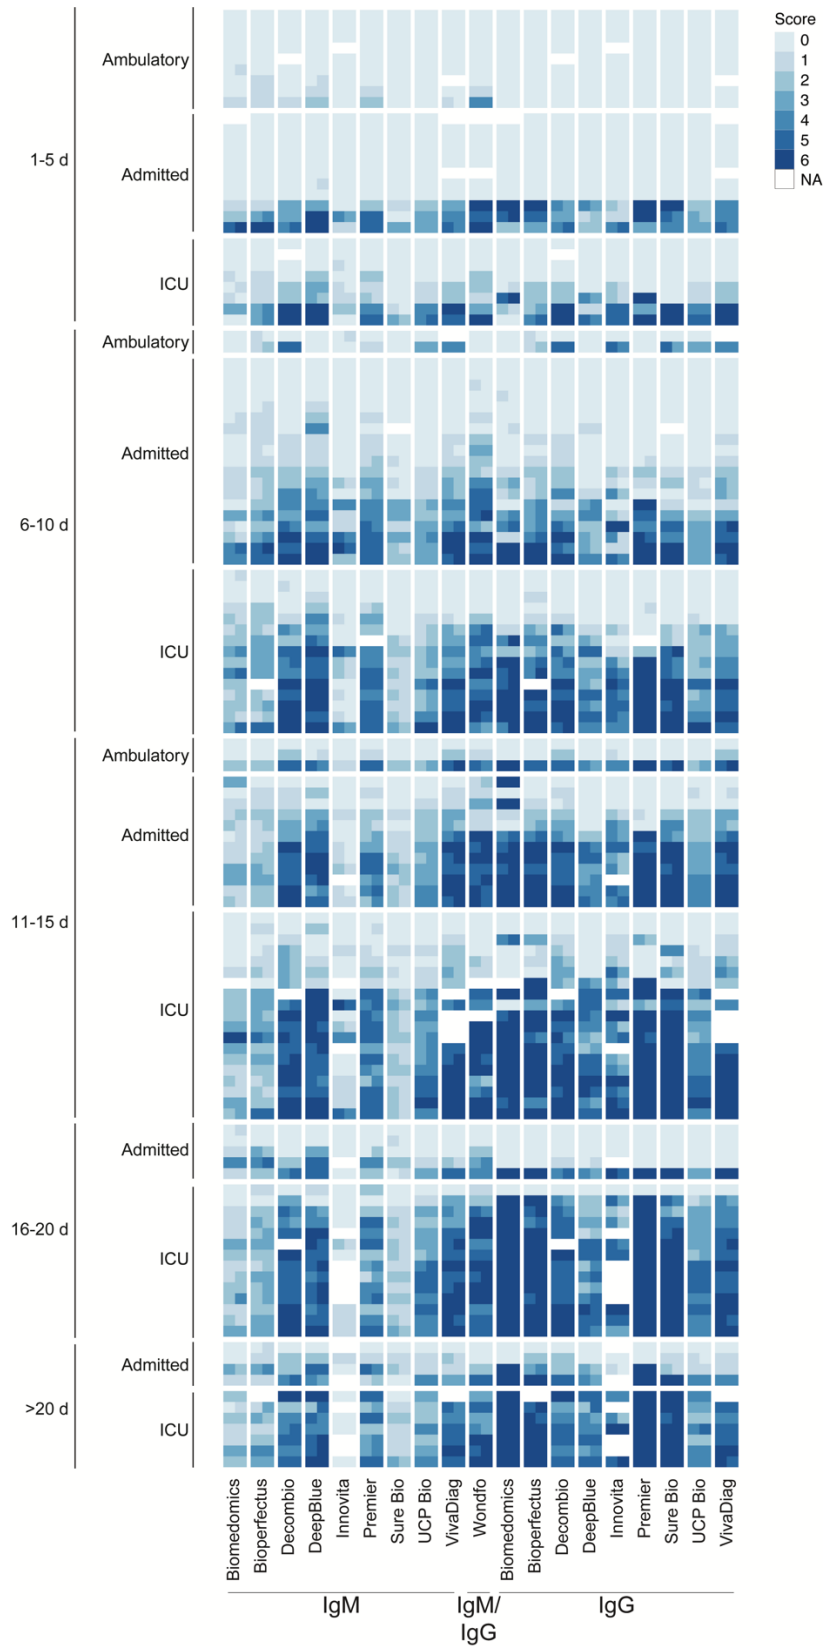 Score
0
1
2
3
4
5
6
NA
1-5 d
Ambulatory
Admitted
ICU
6-10 d
Ambulatory
Admitted
ICU
11-15 d
Ambulatory
Admitted
ICU
16-20 d
Admitted
ICU
>20 d
Admitted
ICU
Biomedomics
Bioperfectus
Decombio
DeepBlue
Innovita
Premier
Sure Bio
UCP Bio
VivaDiag
Wondfo
Biomedomics
Bioperfectus
Decombio
DeepBlue
Innovita
Premier
Sure Bio
UCP Bio
VivaDiag
IgM
IgM/
IgG
IgG